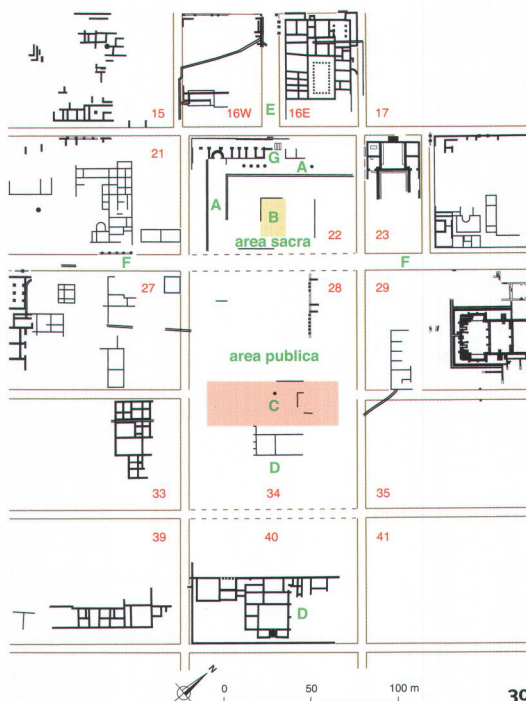 15 16W E 16E 17
21 G A
A
B
area sacra 22 23
F F
27 28 29
area publica
C
D
33 34 35
39 40 41
D
N
0 50 100 m
39